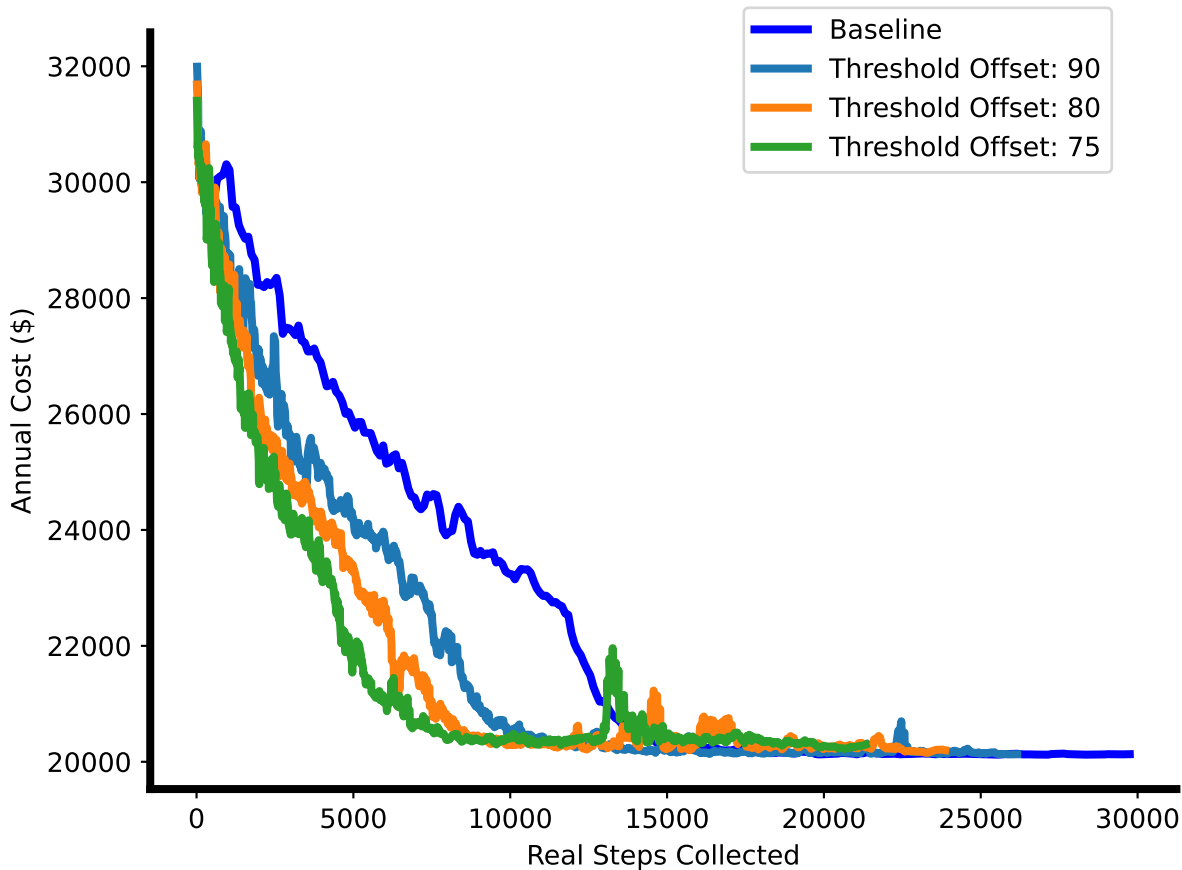 Baseline
Threshold Offset: 90
Threshold Offset: 80
Threshold Offset: 75
32000
30000
28000
26000
24000
22000
20000
Annual Cost ($)
0 5000 10000 15000 20000 25000 30000
Real Steps Collected